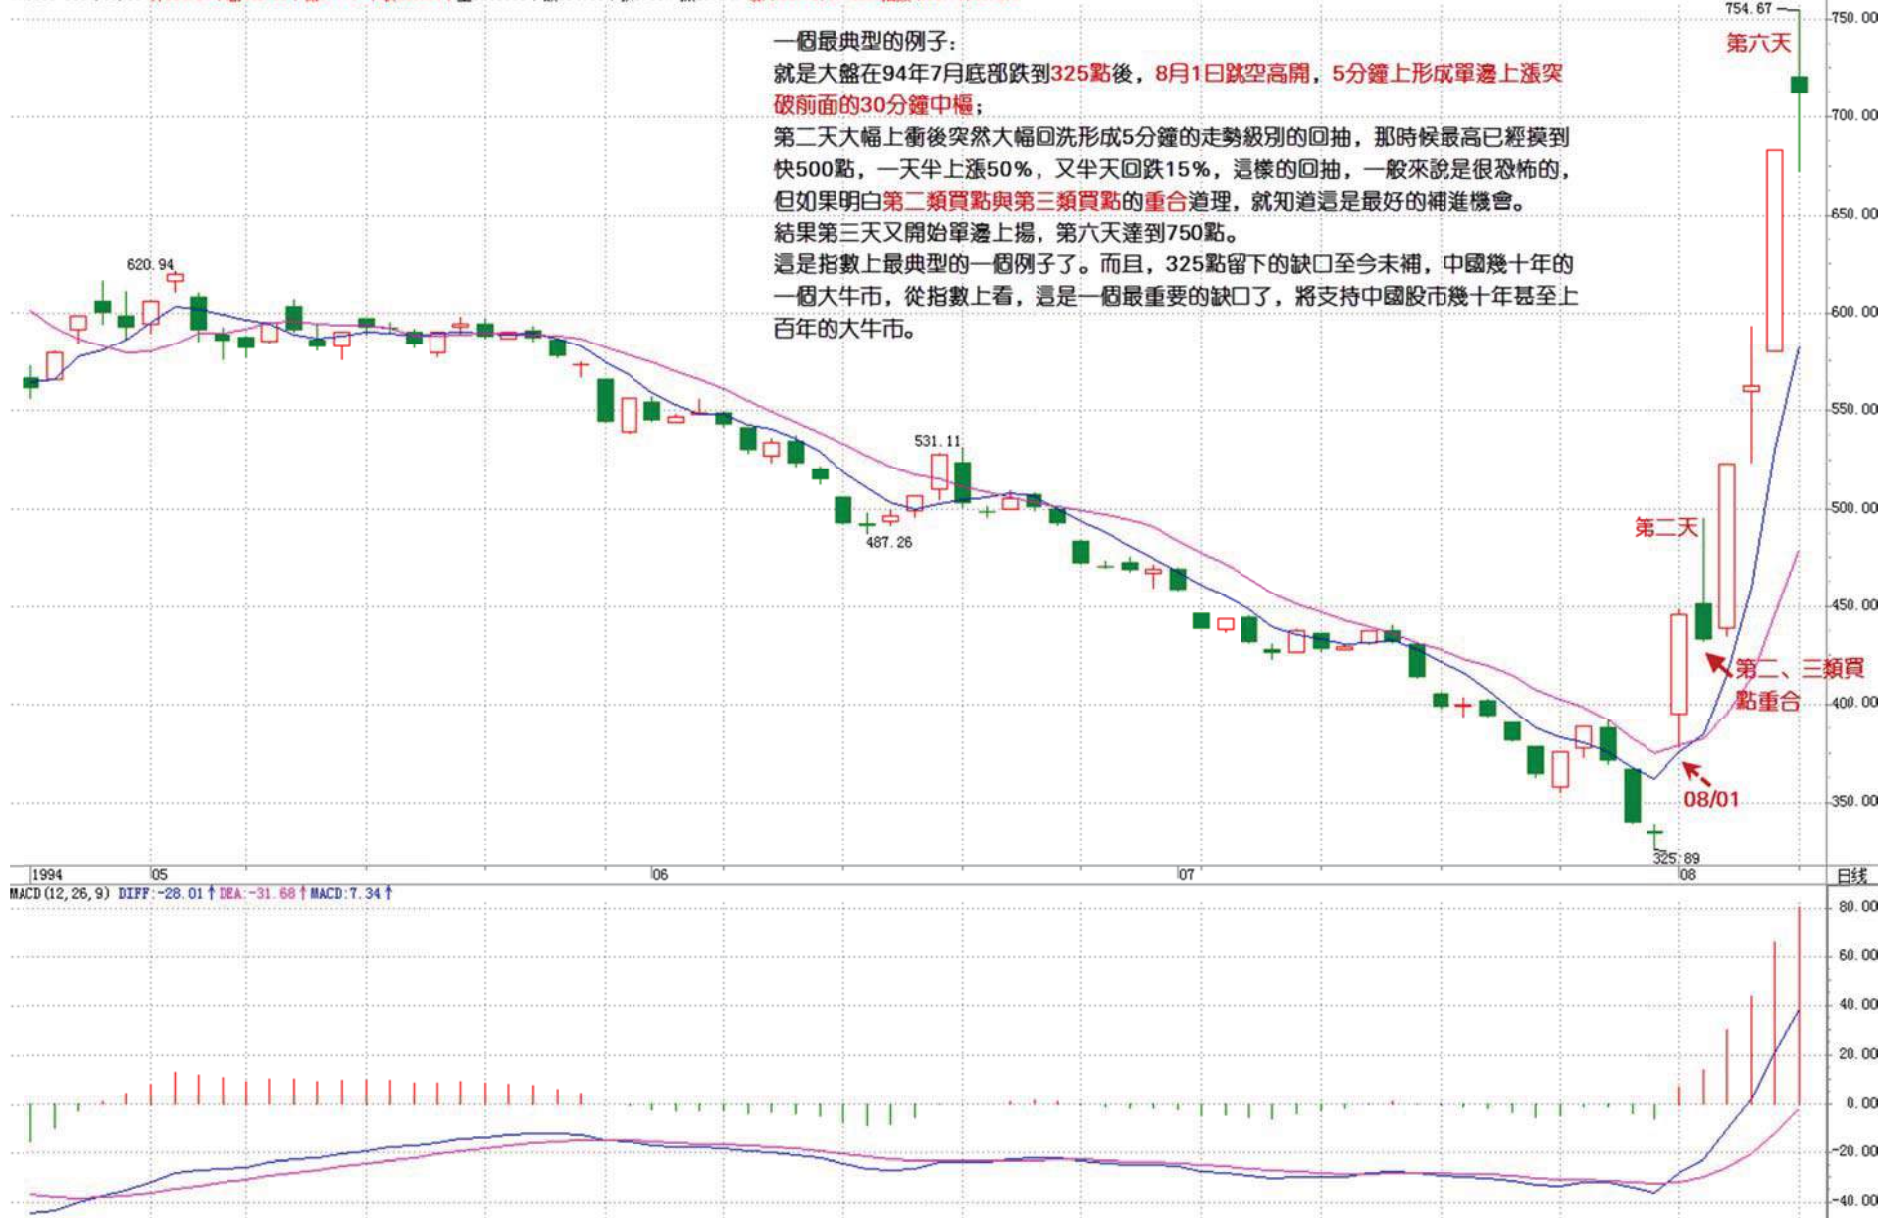 754.67
750.00
第六天
一個最典型的例子：
就是大盤在94年7月底部跌到325點後，8月1日跳空高開，5分鐘上形成單邊上漲突
破前面的30分鐘中樞；
第二天大幅上衝後突然大幅回洗形成5分鐘的走勢級別的回抽，那時候最高已經摸到
快500點，一天半上漲50%，又半天回跌15%，這樣的回抽，一般來說是很恐怖的，
但如果明白第二類買點與第三類買點的重合道理，就知道這是最好的補進機會。
結果第三天又開始單邊上揚，第六天達到750點。
這是指數上最典型的一個例子了。而且，325點留下的缺口至今未補，中國幾十年的
一個大牛市，從指數上看，這是一個最重要的缺口了，將支持中國股市幾十年甚至上
百年的大牛市。
700.00
650.00
620.94
600.00
550.00
531.11
500.00
第二天
487.26
450.00
第二、三類買
點重合
400.00
08/01
350.00
325.89
1994 05 06 07 08 日线
MACD(12,26,9) DIFF:-28.01↑ DEA:-31.68↑ MACD:7.34↑
80.00
60.00
40.00
20.00
0.00
-20.00
-40.00